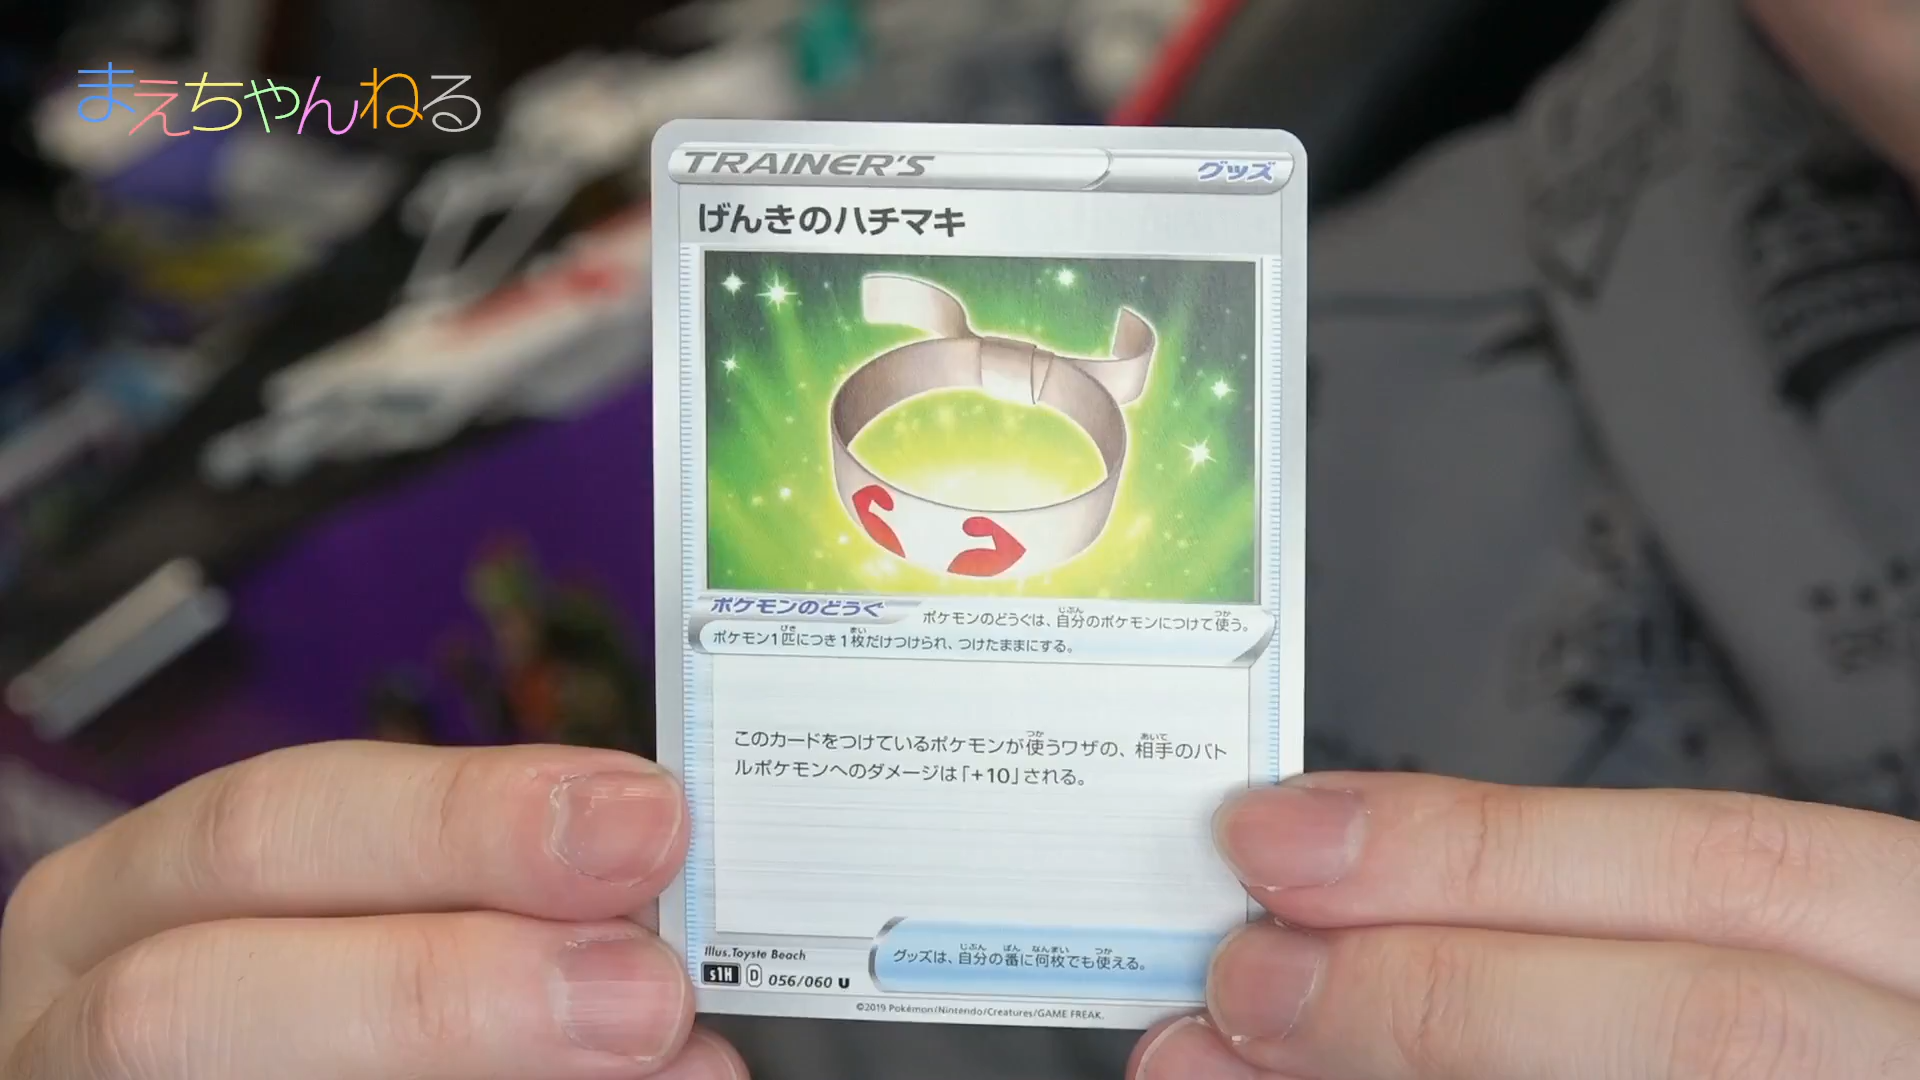 まえちゃんねる
TRAINER'S
グッズ
げんきのハチマキ
ポケモンのどうぐ
ポケモンのどうぐは、自分のポケモンにつけて使う。
ポケモン1匹につき1枚だけつけられ、つけたままにする。
このカードをつけているポケモンが使うワザの、相手のバト
ルポケモンへのダメージは「+10」される。
Illus.Toyste Beach
グッズは、自分の番に何枚でも使える。
s1H D 056/060 U
©2019 Pokémon/Nintendo/Creatures/GAME FREAK.